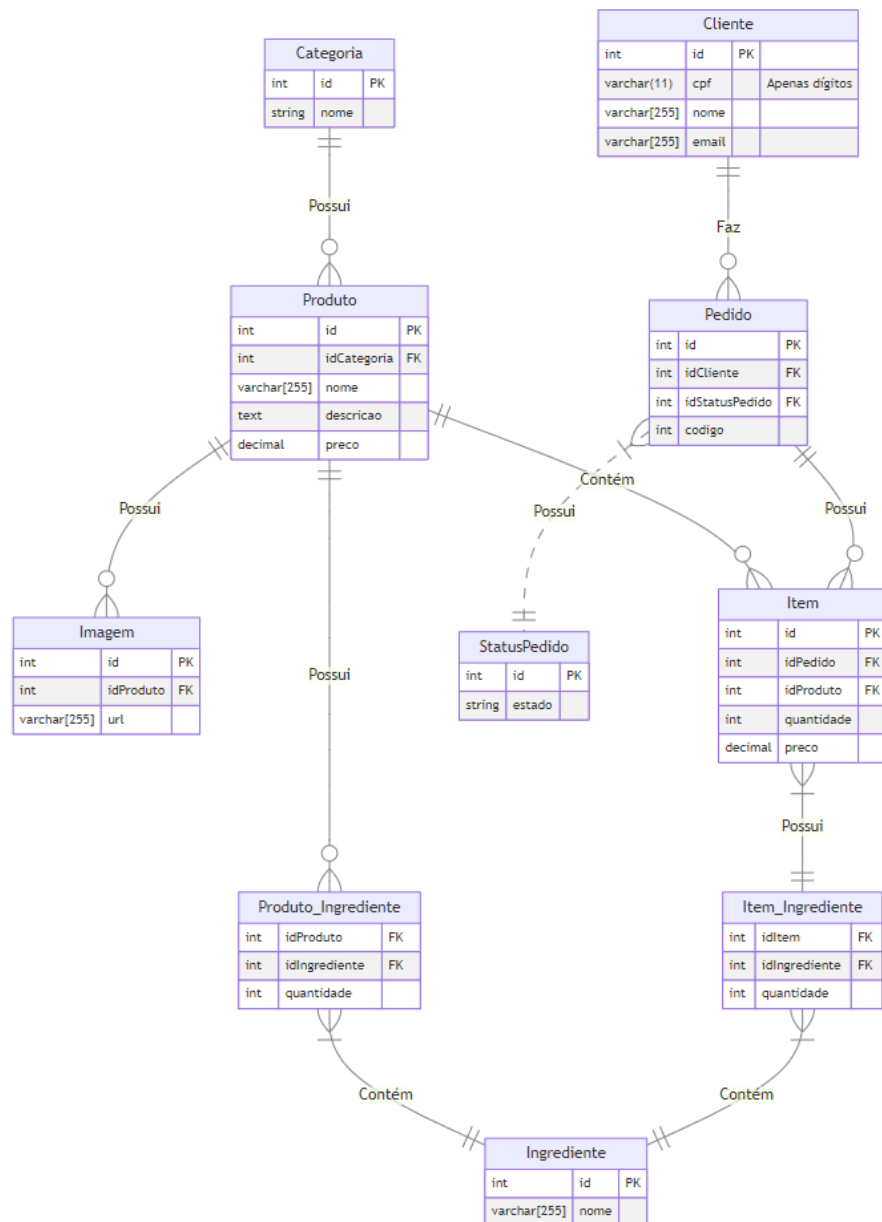 Cliente
int id PK
varchar(11) cpf Apenas dígitos
varchar[255] nome
varchar[255] email
Categoria
int id PK
string nome
Possui
Faz
Produto
int id PK
int idCategoria FK
varchar[255] nome
text descricao
decimal preco
Pedido
int id PK
int idCliente FK
int idStatusPedido FK
int codigo
Contém
Possui
Possui
Possui
Imagem
int id PK
int idProduto FK
varchar[255] url
StatusPedido
int id PK
string estado
Item
int id PK
int idPedido FK
int idProduto FK
int quantidade
decimal preco
Possui
Possui
Produto_Ingrediente
int idProduto FK
int idIngrediente FK
int quantidade
Item_Ingrediente
int idItem FK
int idIngrediente FK
int quantidade
Contém
Contém
Ingrediente
int id PK
varchar[255] nome